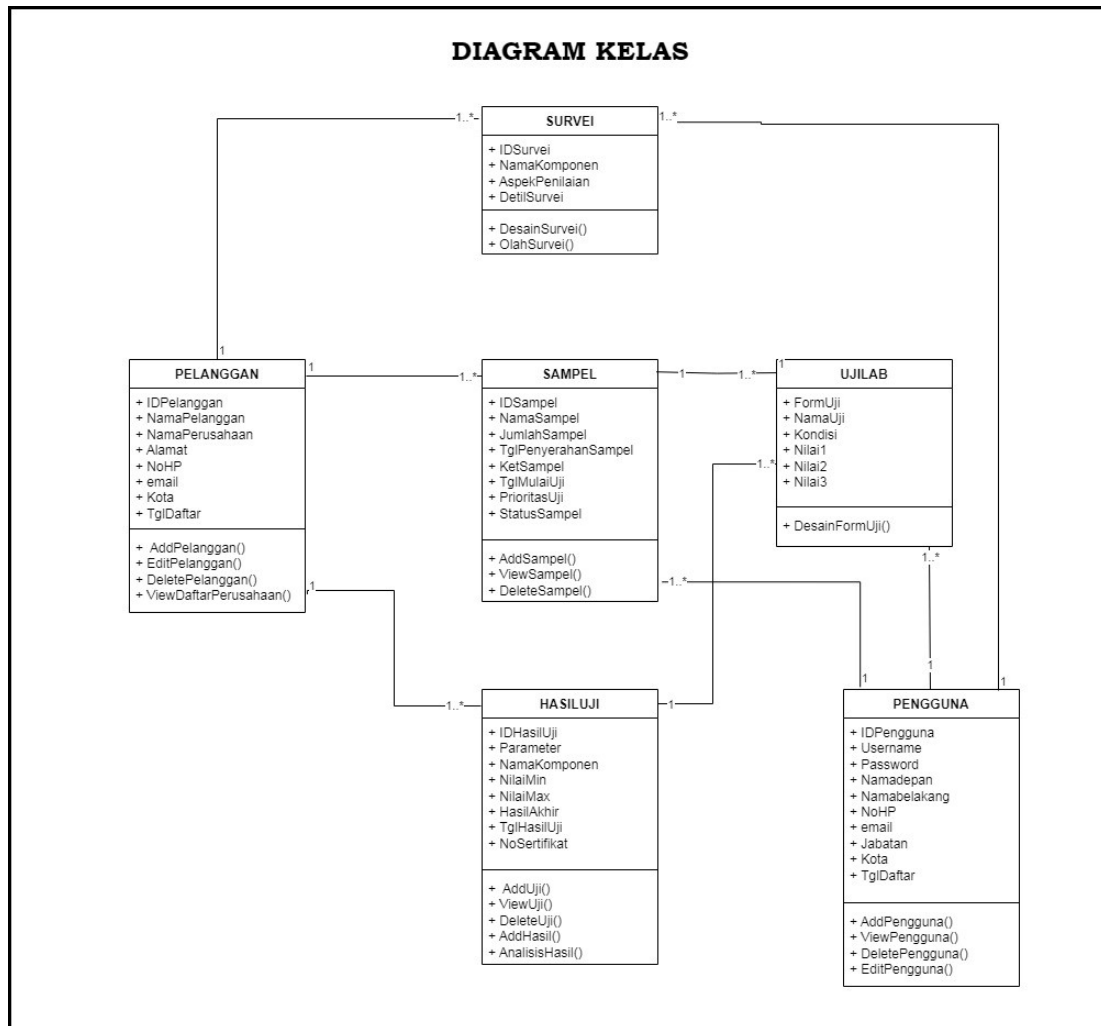 DIAGRAM KELAS
1..*
SURVEI
1..*
+ IDSurvei
+ NamaKomponen
+ AspekPenilaian
+ DetilSurvei
+ DesainSurvei()
+ OlahSurvei()
1
PELANGGAN
+ IDPelanggan
+ NamaPelanggan
+ NamaPerusahaan
+ Alamat
+ NoHP
+ email
+ Kota
+ TglDaftar
+ AddPelanggan()
+ EditPelanggan()
+ DeletePelanggan()
+ ViewDaftarPerusahaan()
1
1..*
1
SAMPEL
+ IDSampel
+ NamaSampel
+ JumlahSampel
+ TglPenyerahanSampel
+ KetSampel
+ TglMulaiUji
+ PrioritasUji
+ StatusSampel
+ AddSampel()
+ ViewSampel()
+ DeleteSampel()
1
1..*
1..*
1
UJILAB
+ FormUji
+ NamaUji
+ Kondisi
+ Nilai1
+ Nilai2
+ Nilai3
+ DesainFormUji()
1..*
1..*
1
1
1
1..*
HASILUJI
1
+ IDHasilUji
+ Parameter
+ NamaKomponen
+ NilaiMin
+ NilaiMax
+ HasilAkhir
+ TglHasilUji
+ NoSertifikat
+ AddUji()
+ ViewUji()
+ DeleteUji()
+ AddHasil()
+ AnalisisHasil()
PENGGUNA
+ IDPengguna
+ Username
+ Password
+ Namadepan
+ Namabelakang
+ NoHP
+ email
+ Jabatan
+ Kota
+ TglDaftar
+ AddPengguna()
+ ViewPengguna()
+ DeletePengguna()
+ EditPengguna()